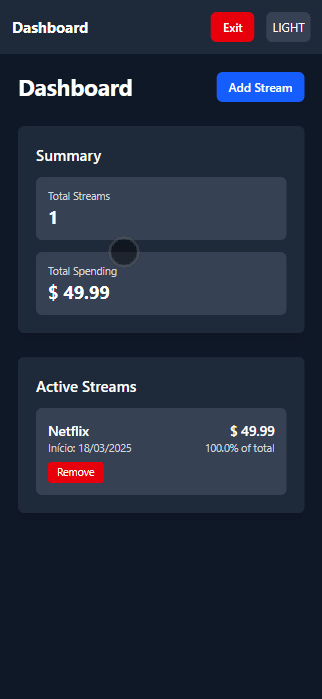 Dashboard
Exit
LIGHT
Dashboard
Add Stream
Summary
Total Streams
1
Total Spending
$ 49.99
Active Streams
Netflix
$ 49.99
Início: 18/03/2025
100.0% of total
Remove